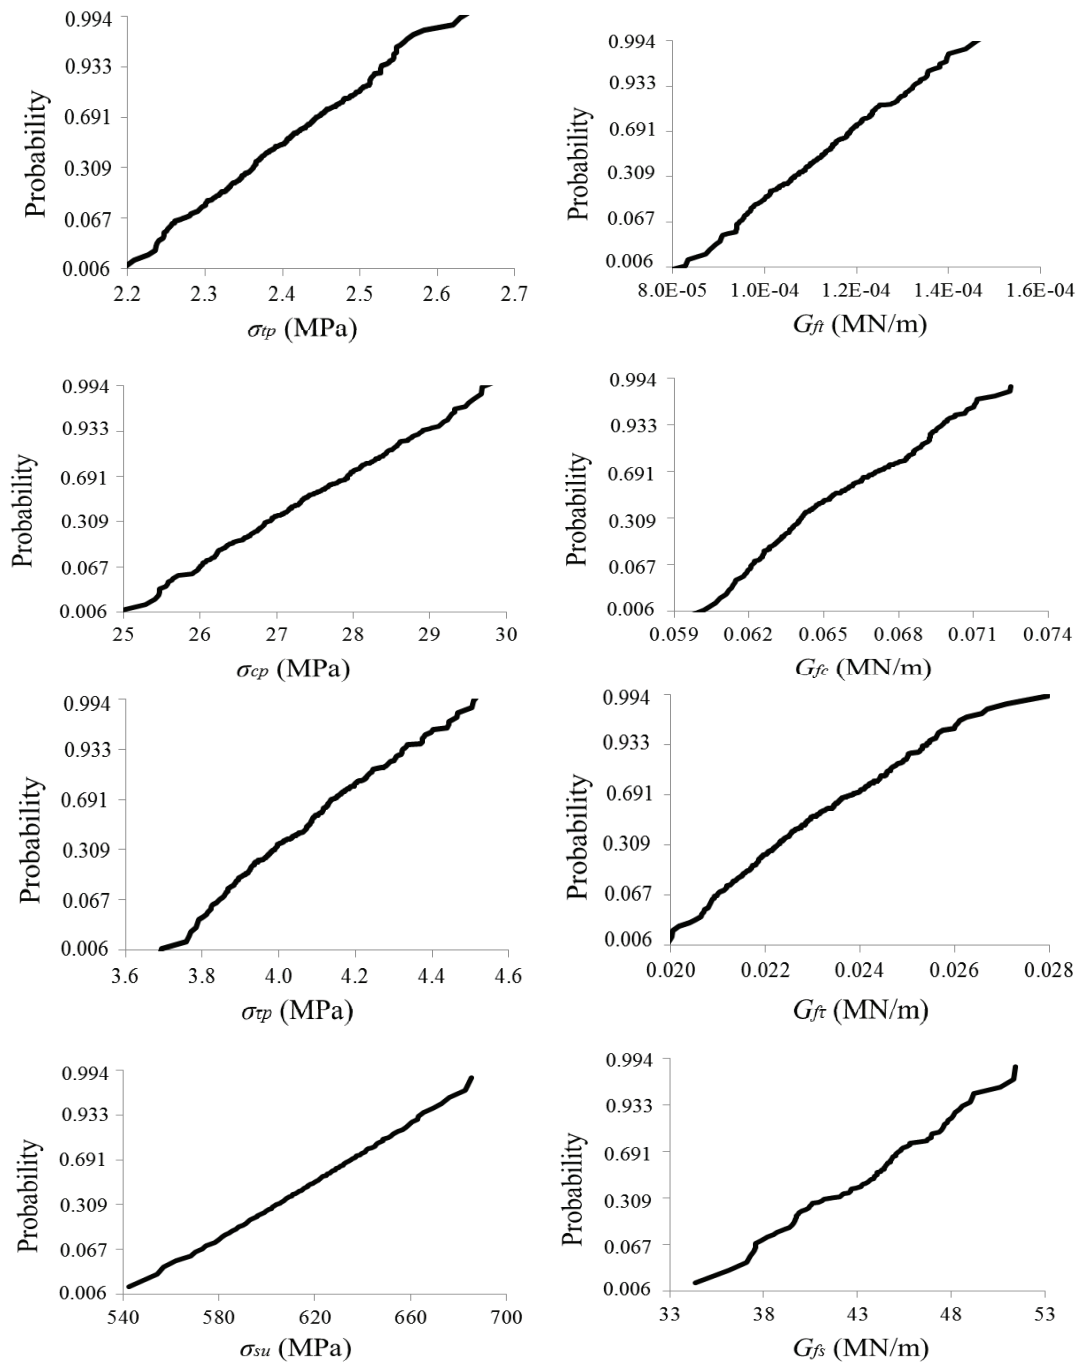 0.994
0.933
0.691
0.309
0.067
0.006
Probability
2.2 2.3 2.4 2.5 2.6 2.7
σtp (MPa)
0.994
0.933
0.691
0.309
0.067
0.006
Probability
8.0E-05 1.0E-04 1.2E-04 1.4E-04 1.6E-04
Gft (MN/m)
0.994
0.933
0.691
0.309
0.067
0.006
Probability
25 26 27 28 29 30
σcp (MPa)
0.994
0.933
0.691
0.309
0.067
0.006
Probability
0.059 0.062 0.065 0.068 0.071 0.074
Gfc (MN/m)
0.994
0.933
0.691
0.309
0.067
0.006
Probability
3.6 3.8 4.0 4.2 4.4 4.6
στp (MPa)
0.994
0.933
0.691
0.309
0.067
0.006
Probability
0.020 0.022 0.024 0.026 0.028
Gfτ (MN/m)
0.994
0.933
0.691
0.309
0.067
0.006
Probability
540 580 620 660 700
σsu (MPa)
0.994
0.933
0.691
0.309
0.067
0.006
Probability
33 38 43 48 53
Gfs (MN/m)